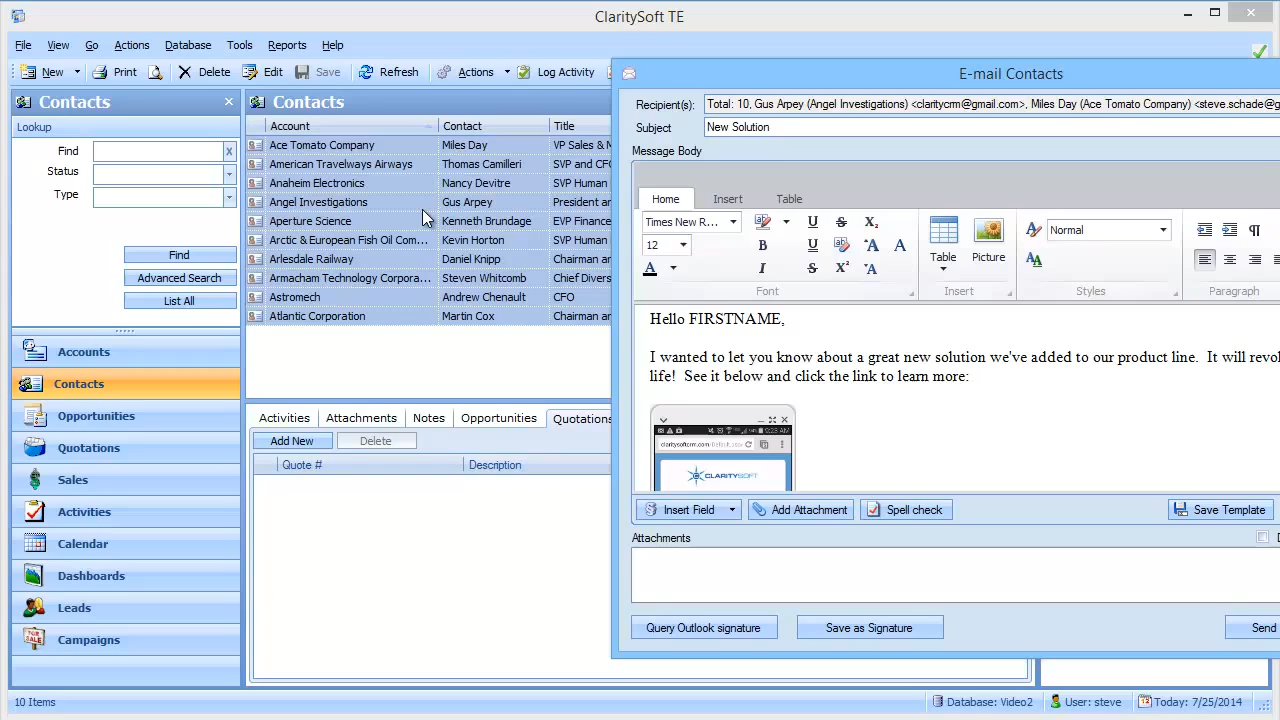 ClaritySoft TE
File View Go Actions Database Tools Reports Help
New Print Delete Edit Save Refresh Actions Log Activity
Contacts
Lookup
Find
Status
Type
Find
Advanced Search
List All
Accounts
Contacts
Opportunities
Quotations
Sales
Activities
Calendar
Dashboards
Leads
Campaigns
Contacts
Account Contact Title
Ace Tomato Company Miles Day VP Sales & M
American Travelways Airways Thomas Camilleri SVP and CFO
Anaheim Electronics Nancy Devitre SVP Human
Angel Investigations Gus Arpey President an
Aperture Science Kenneth Brundage EVP Finance
Arctic & European Fish Oil Com... Kevin Horton SVP Human
Arlesdale Railway Daniel Knipp Chairman an
Armacham Technology Corpora... Steven Whitcomb Chief Divers
Astromech Andrew Chenault CFO
Atlantic Corporation Martin Cox Chairman an
Activities Attachments Notes Opportunities Quotations
Add New Delete
Quote # Description
E-mail Contacts
Recipient(s): Total: 10, Gus Arpey (Angel Investigations) <claritycrm@gmail.com>, Miles Day (Ace Tomato Company) <steve.schade@g
Subject New Solution
Message Body
Home Insert Table
Times New R...
12
Table
Picture
Normal
Font Insert Styles Paragraph
Hello FIRSTNAME,
I wanted to let you know about a great new solution we've added to our product line. It will revol
life! See it below and click the link to learn more:
9:23 AM
CLARITYSOFT
Insert Field Add Attachment Spell check Save Template
Attachments
Query Outlook signature Save as Signature Send
10 Items Database: Video2 User: steve Today: 7/25/2014